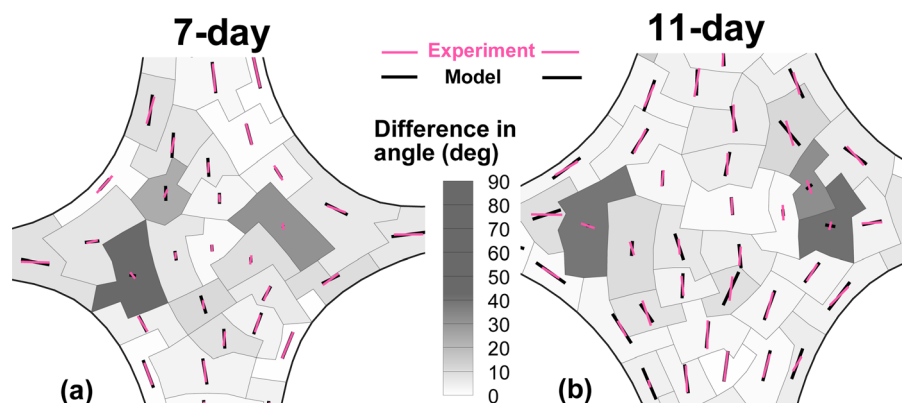 7-day
11-day
Experiment
Model
Difference in
angle (deg)
90
80
70
60
50
40
30
20
10
0
(a)
(b)